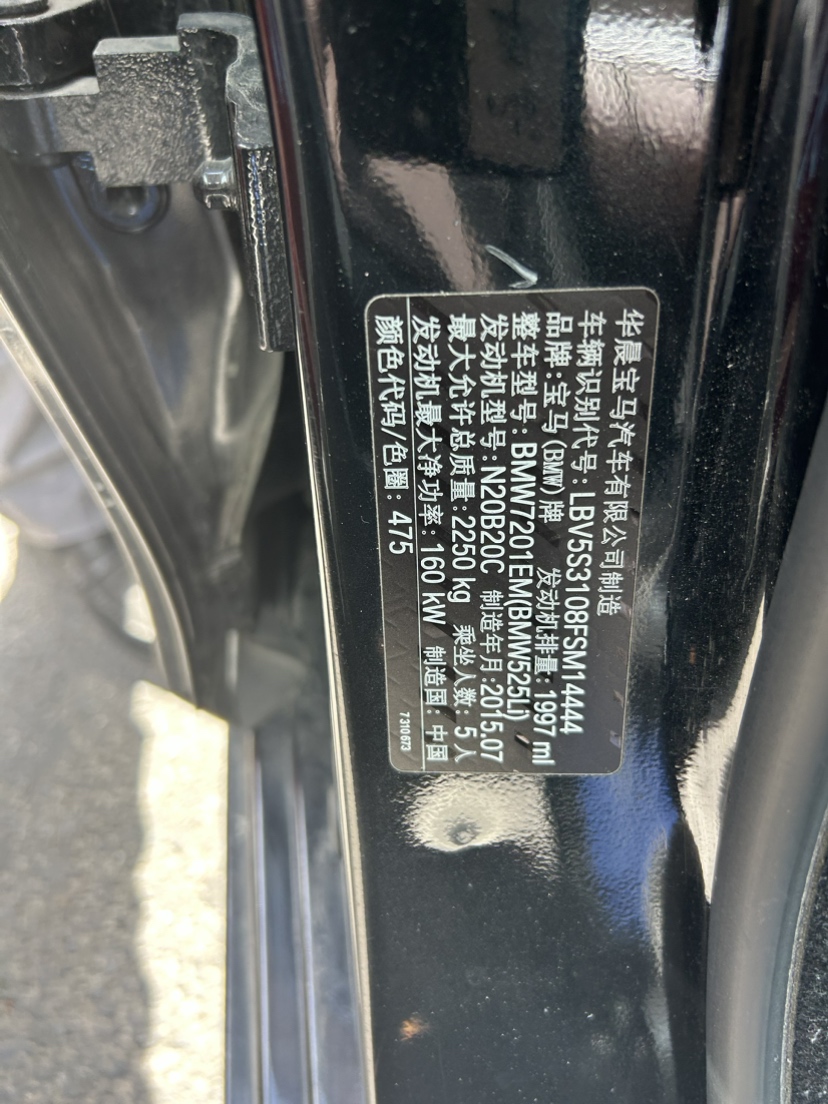 华晨宝马汽车有限公司制造
车辆识别代号：LBV5S3108FSM14444
品牌：宝马(BMW)牌 发动机排量：1997 ml
整车型号：BMW7201EM(BMW525Li)
发动机型号：N20B20C 制造年月：2015.07
最大允许总质量：2250 kg 乘坐人数：5 人
发动机最大净功率：160 kW 制造国：中国
颜色代码/色圈：475 7 310 673